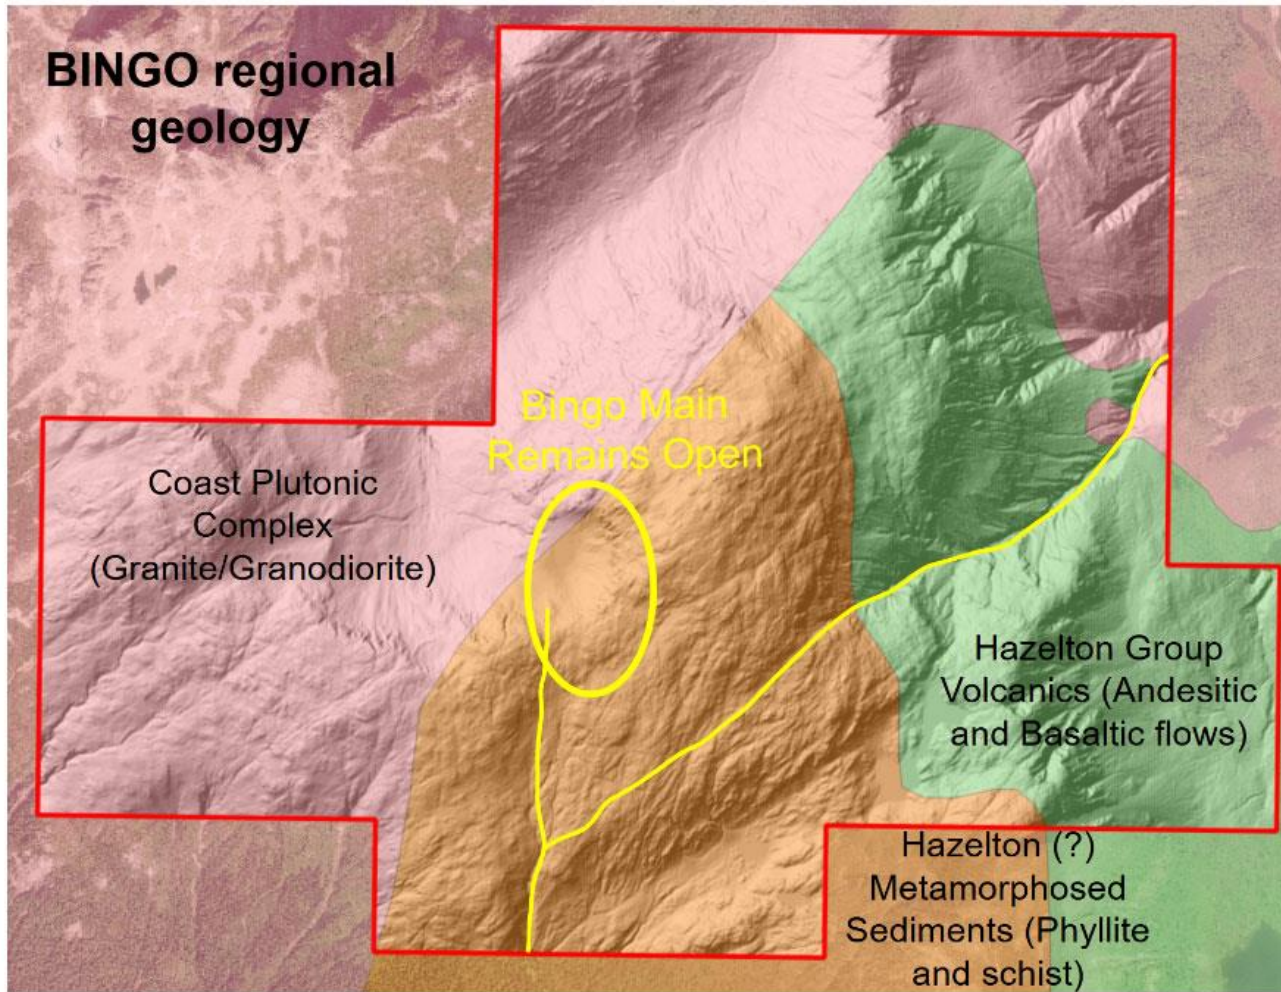 BINGO regional
geology
Bingo Main
Remains Open
Coast Plutonic
Complex
(Granite/Granodiorite)
Hazelton Group
Volcanics (Andesitic
and Basaltic flows)
Hazelton (?)
Metamorphosed
Sediments (Phyllite
and schist)